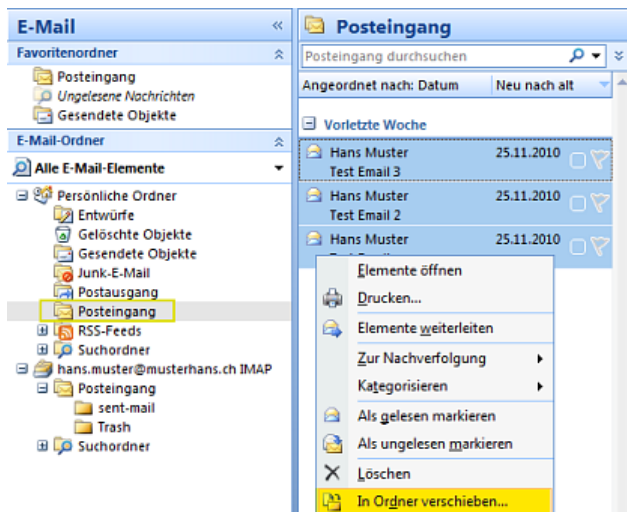 E-Mail
Favoritenordner
Posteingang
Ungelesene Nachrichten
Gesendete Objekte
E-Mail-Ordner
Alle E-Mail-Elemente
Persönliche Ordner
Entwürfe
Gelöschte Objekte
Gesendete Objekte
Junk-E-Mail
Postausgang
Posteingang
RSS-Feeds
Suchordner
hans.muster@musterhans.ch IMAP
Posteingang
sent-mail
Trash
Suchordner
Posteingang
Posteingang durchsuchen
Angeordnet nach: Datum Neu nach alt
Vorletzte Woche
Hans Muster 25.11.2010
Test Email 3
Hans Muster 25.11.2010
Test Email 2
Hans Muster 25.11.2010
Elemente öffnen
Drucken...
Elemente weiterleiten
Zur Nachverfolgung
Kategorisieren
Als gelesen markieren
Als ungelesen markieren
Löschen
In Ordner verschieben...